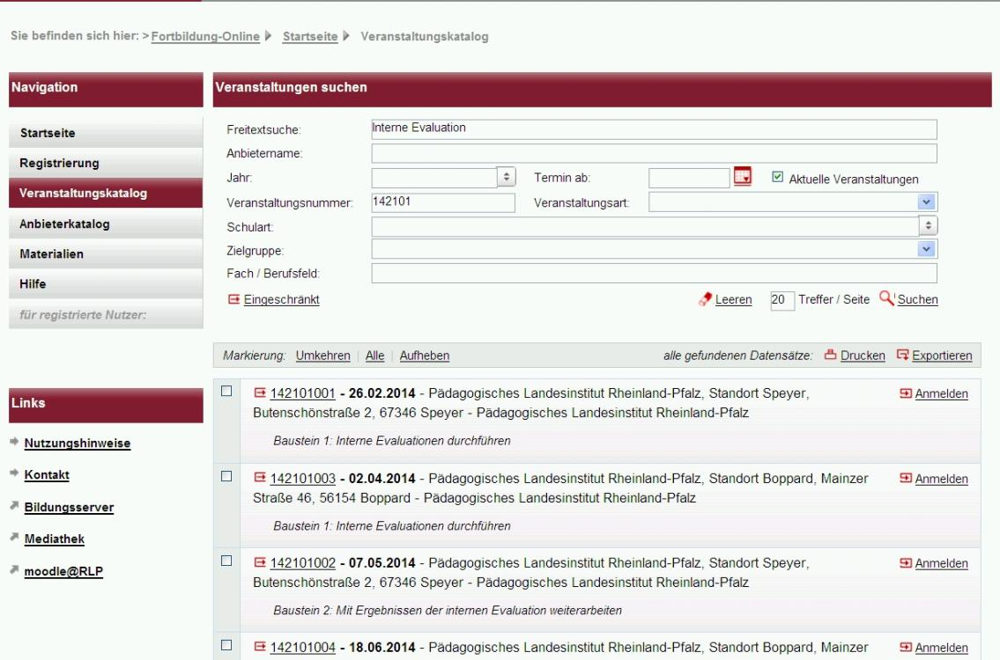 Sie befinden sich hier: > Fortbildung-Online Startseite Veranstaltungskatalog
Navigation
Startseite
Registrierung
Veranstaltungskatalog
Anbieterkatalog
Materialien
Hilfe
für registrierte Nutzer:
Links
Nutzungshinweise
Kontakt
Bildungsserver
Mediathek
moodle@RLP
Veranstaltungen suchen
Freitextsuche: Interne Evaluation
Anbietername:
Jahr: Termin ab: Aktuelle Veranstaltungen
Veranstaltungsnummer: 142101 Veranstaltungsart:
Schulart:
Zielgruppe:
Fach / Berufsfeld:
Eingeschränkt Leeren 20 Treffer / Seite Suchen
Markierung: Umkehren | Alle | Aufheben alle gefundenen Datensätze: Drucken Exportieren
142101001 - 26.02.2014 - Pädagogisches Landesinstitut Rheinland-Pfalz, Standort Speyer, Anmelden
Butenschönstraße 2, 67346 Speyer - Pädagogisches Landesinstitut Rheinland-Pfalz
Baustein 1: Interne Evaluationen durchführen
142101003 - 02.04.2014 - Pädagogisches Landesinstitut Rheinland-Pfalz, Standort Boppard, Mainzer Anmelden
Straße 46, 56154 Boppard - Pädagogisches Landesinstitut Rheinland-Pfalz
Baustein 1: Interne Evaluationen durchführen
142101002 - 07.05.2014 - Pädagogisches Landesinstitut Rheinland-Pfalz, Standort Speyer, Anmelden
Butenschönstraße 2, 67346 Speyer - Pädagogisches Landesinstitut Rheinland-Pfalz
Baustein 2: Mit Ergebnissen der internen Evaluation weiterarbeiten
142101004 - 18.06.2014 - Pädagogisches Landesinstitut Rheinland-Pfalz, Standort Boppard, Mainzer Anmelden